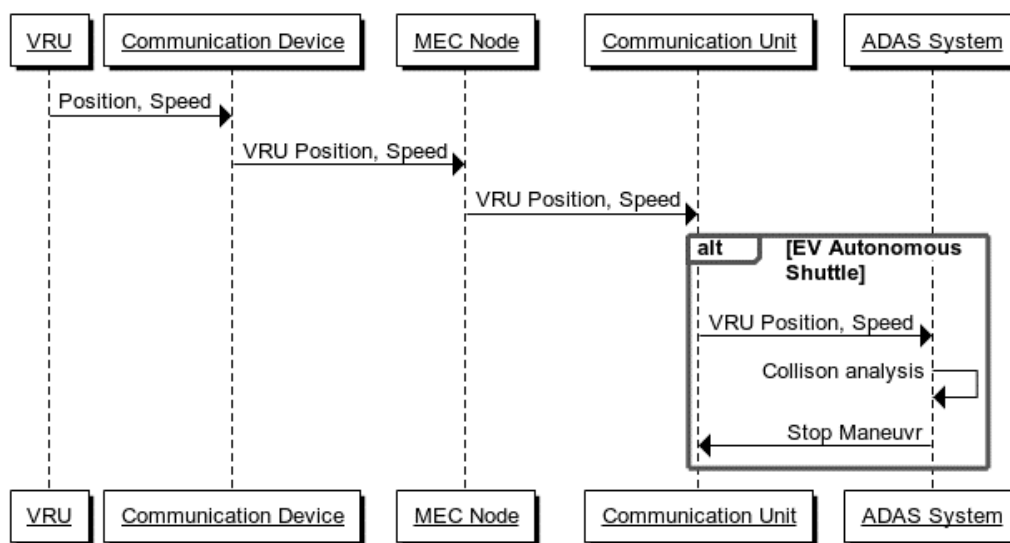 VRU
Communication Device
MEC Node
Communication Unit
ADAS System
Position, Speed
VRU Position, Speed
VRU Position, Speed
alt
[EV Autonomous
Shuttle]
VRU Position, Speed
Collison analysis
Stop Maneuvr
VRU
Communication Device
MEC Node
Communication Unit
ADAS System